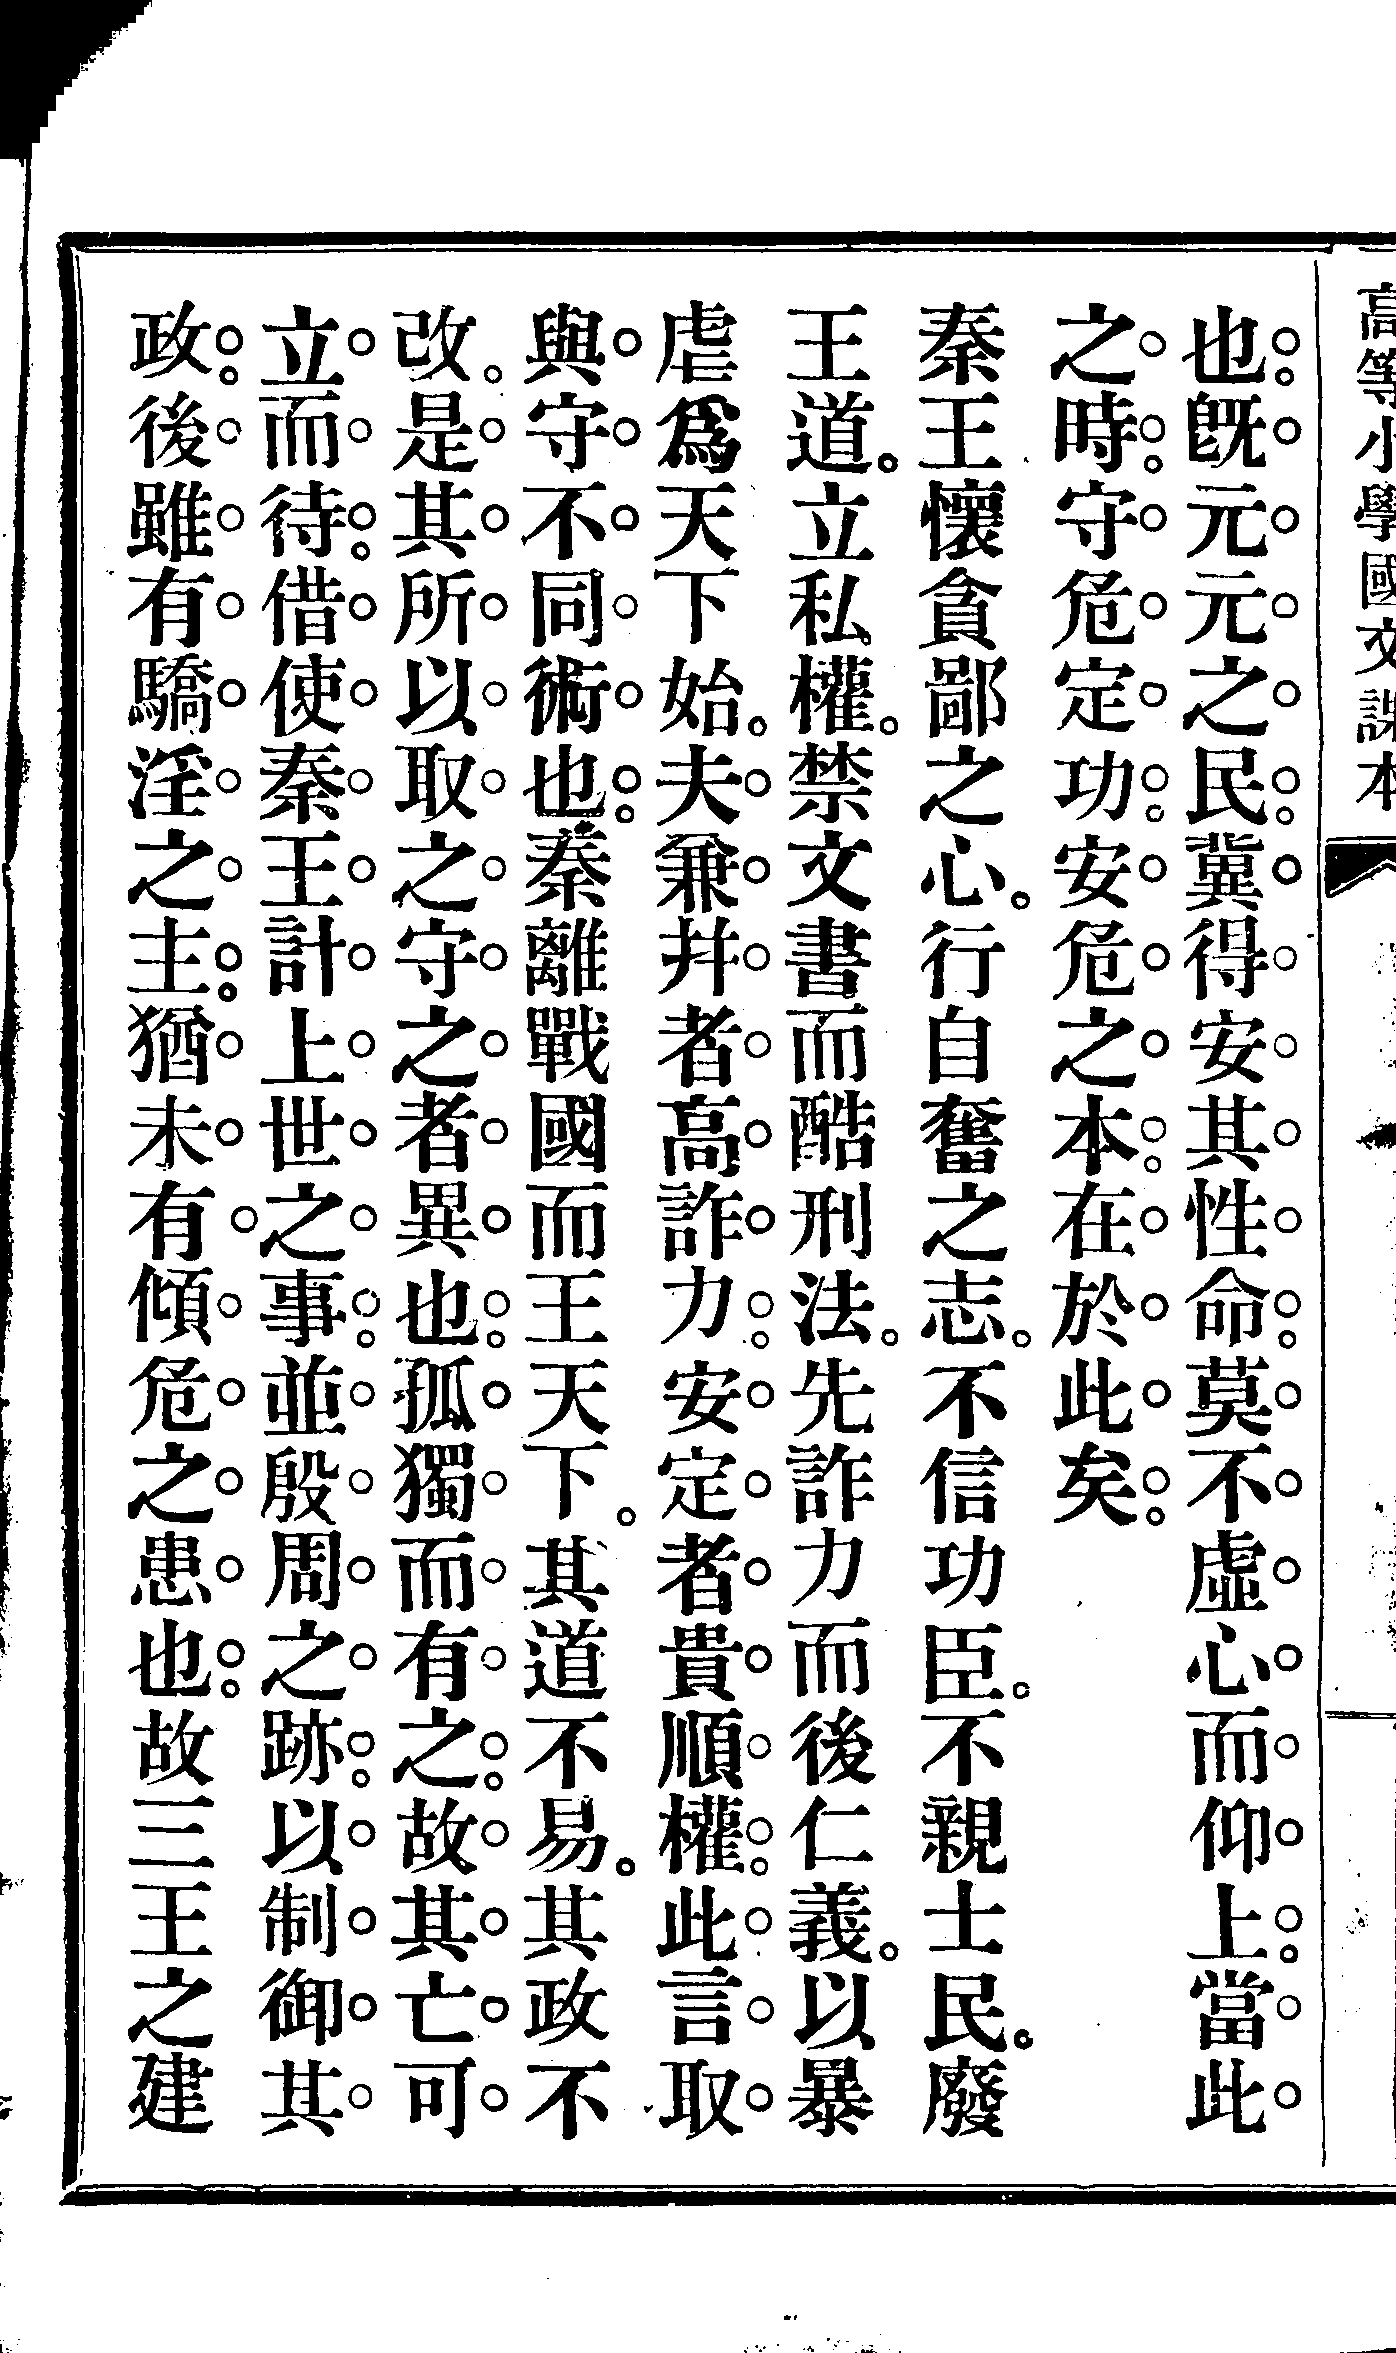 高等小學國文課本
也。既元元之民。冀得安其性命。莫不虛心而仰上。當此
之時。守危定功。安危之本。在於此矣。
秦王懷貪鄙之心。行自奮之志。不信功臣。不親士民。廢
王道。立私權。禁文書而酷刑法。先詐力而後仁義。以暴
虐爲天下始。夫兼幷者高詐力。安定者貴順權。此言取
與守不同術也。秦離戰國而王天下。其道不易。其政不
改。是其所以取之守之者異也。孤獨而有之。故其亡可
立而待。借使秦王計上世之事。並殷周之跡。以制御其
政。後雖有驕淫之主。猶未有傾危之患也。故三王之建